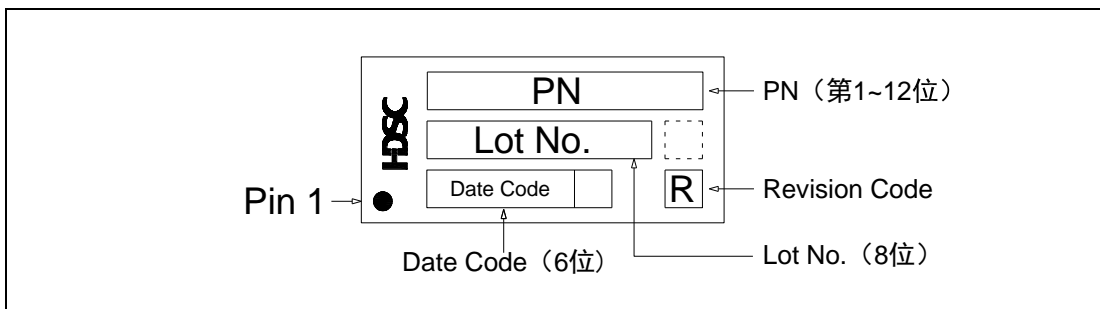 HDSC
PN
PN（第1~12位）
Lot No.
Date Code
R
Revision Code
Pin 1
Date Code（6位）
Lot No.（8位）